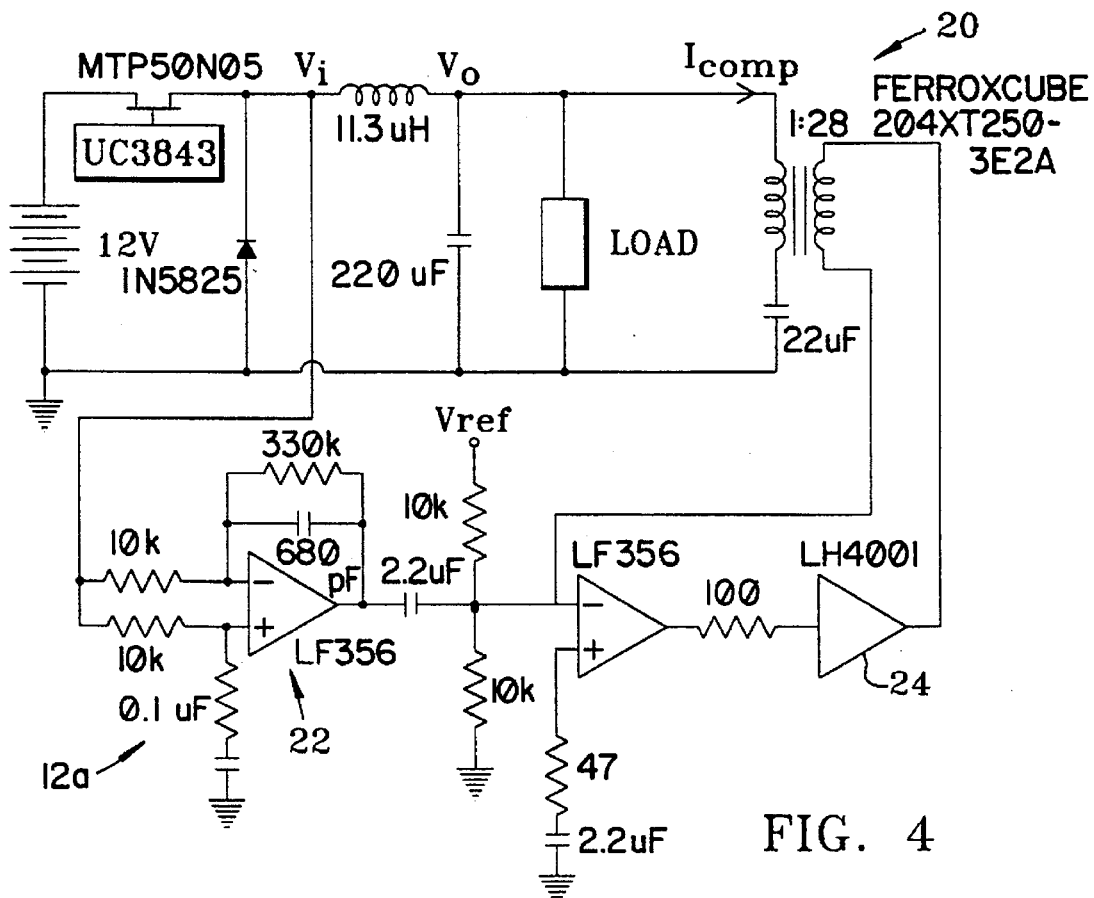 20
MTP50N05
Vi
Vo
Icomp
FERROXCUBE
1:28 204XT250-
3E2A
11.3uH
UC3843
12V
1N5825
220 uF
LOAD
22uF
Vref
330k
10k
680
pF
2.2uF
10k
LF356
LH4001
100
10k
LF356
10k
24
0.1 uF
22
12a
47
2.2uF
FIG. 4